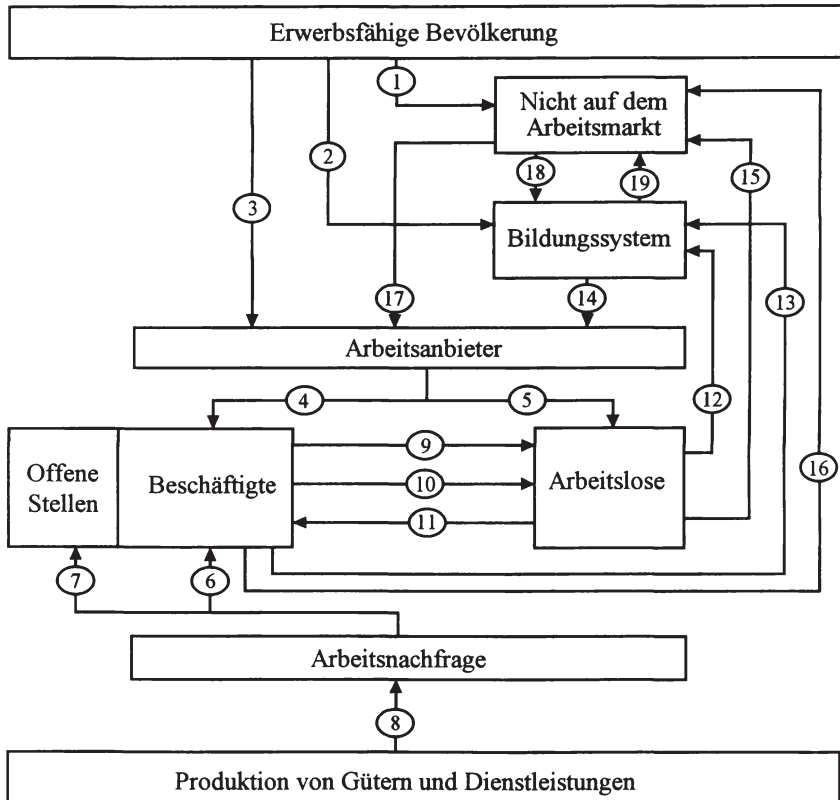 Erwerbsfähige Bevölkerung
1
Nicht auf dem
Arbeitsmarkt
2
18
19
15
3
Bildungssystem
17
14
13
Arbeitsanbieter
4
5
12
9
Offene
Stellen
Beschäftigte
10
Arbeitslose
16
11
7
6
Arbeitsnachfrage
8
Produktion von Gütern und Dienstleistungen